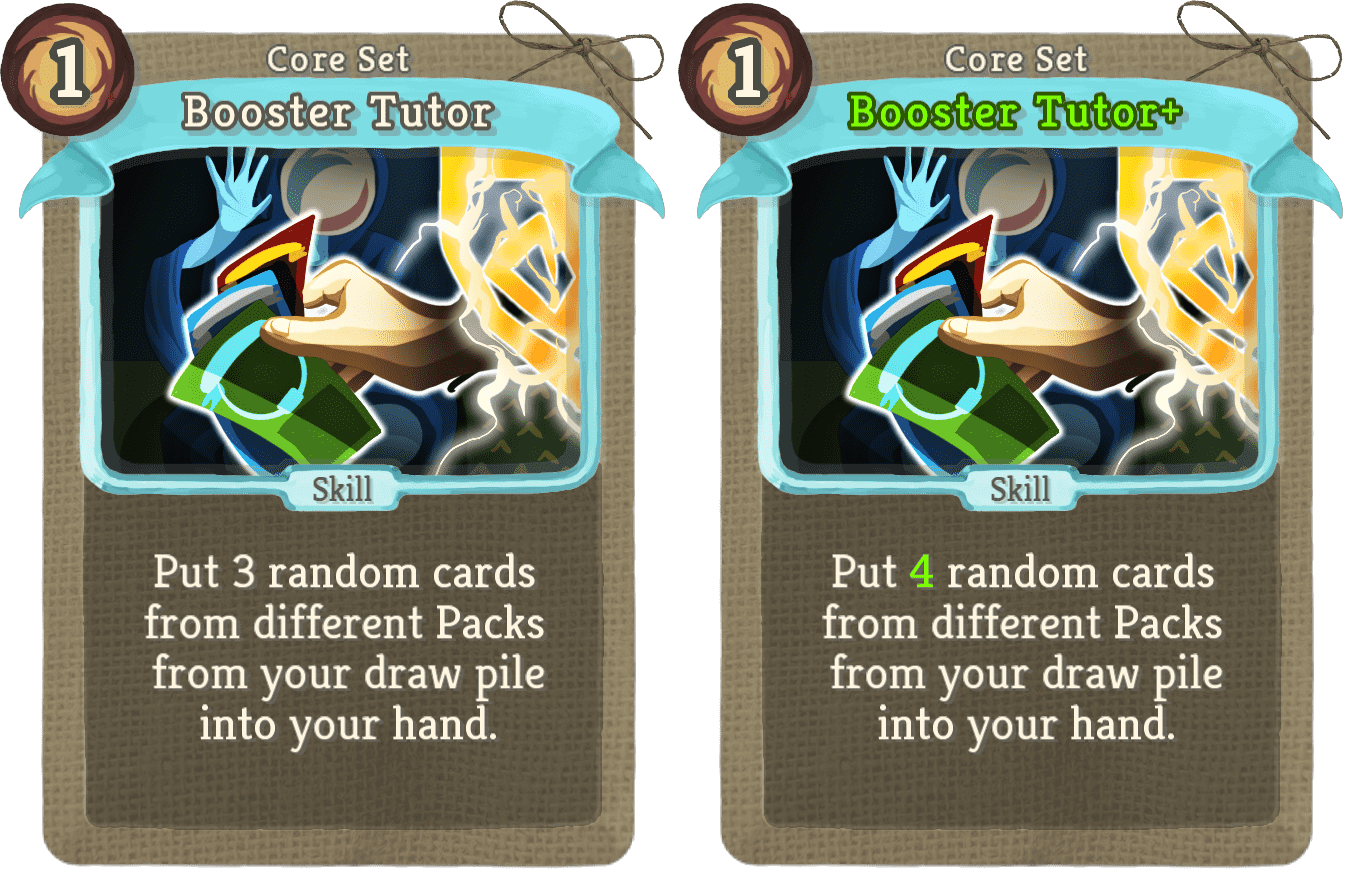 1
Core Set
Booster Tutor
Skill
Put 3 random cards
from different Packs
from your draw pile
into your hand.
1
Core Set
Booster Tutor+
Skill
Put 4 random cards
from different Packs
from your draw pile
into your hand.